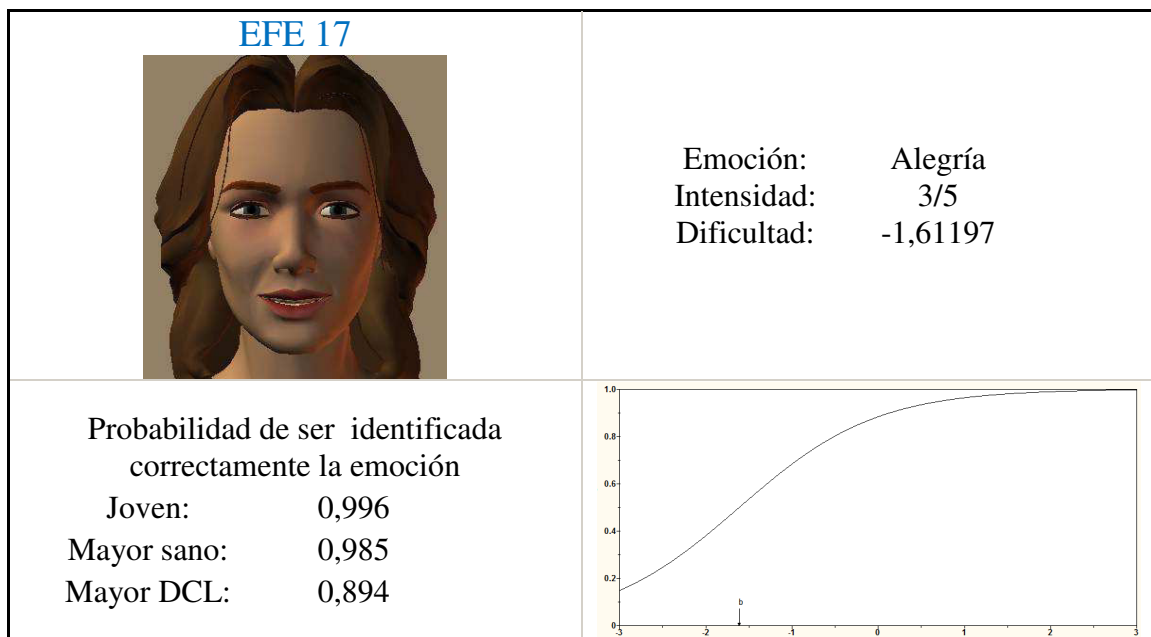 EFE 17
Emoción: Alegría
Intensidad: 3/5
Dificultad: -1,61197
Probabilidad de ser identificada
correctamente la emoción
Joven: 0,996
Mayor sano: 0,985
Mayor DCL: 0,894
1.0
0.8
0.6
0.4
0.2
0
b
-3 -2 -1 0 1 2 3